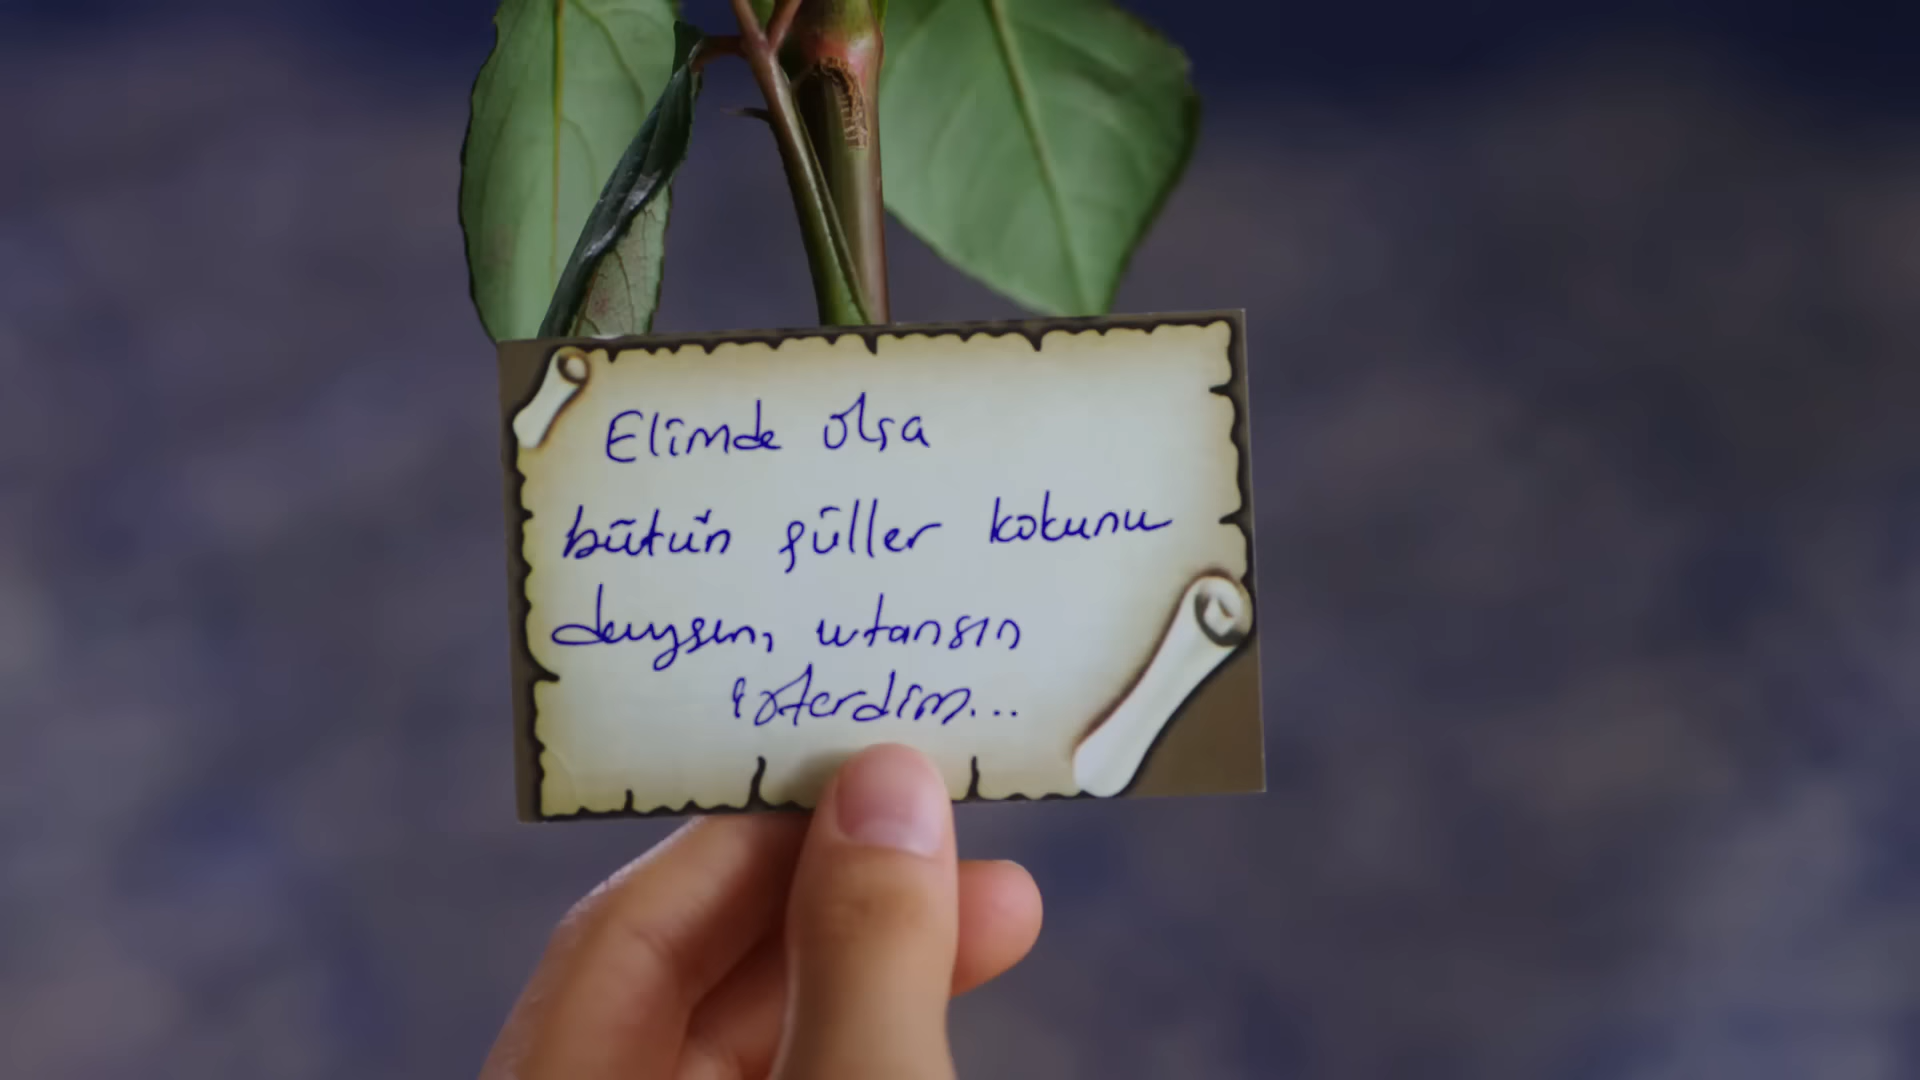 Elimde olsa
bütün güller kokunu
duysun, utansın
isterdim...